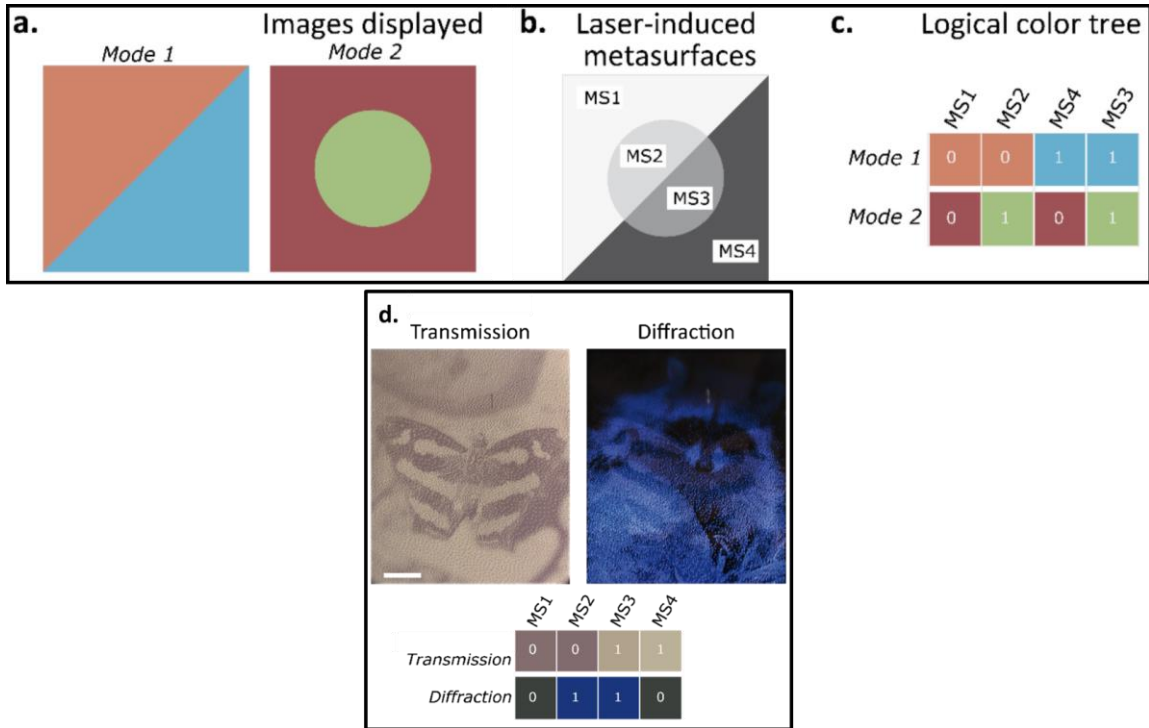 a.
Images displayed
Mode 1
Mode 2
b.
Laser-induced
metasurfaces
MS1
MS2
MS3
MS4
c.
Logical color tree
MS1 MS2 MS4 MS3
Mode 1 0 0 1 1
Mode 2 0 1 0 1
d.
Transmission
Diffraction
MS1 MS2 MS3 MS4
Transmission 0 0 1 1
Diffraction 0 1 1 0